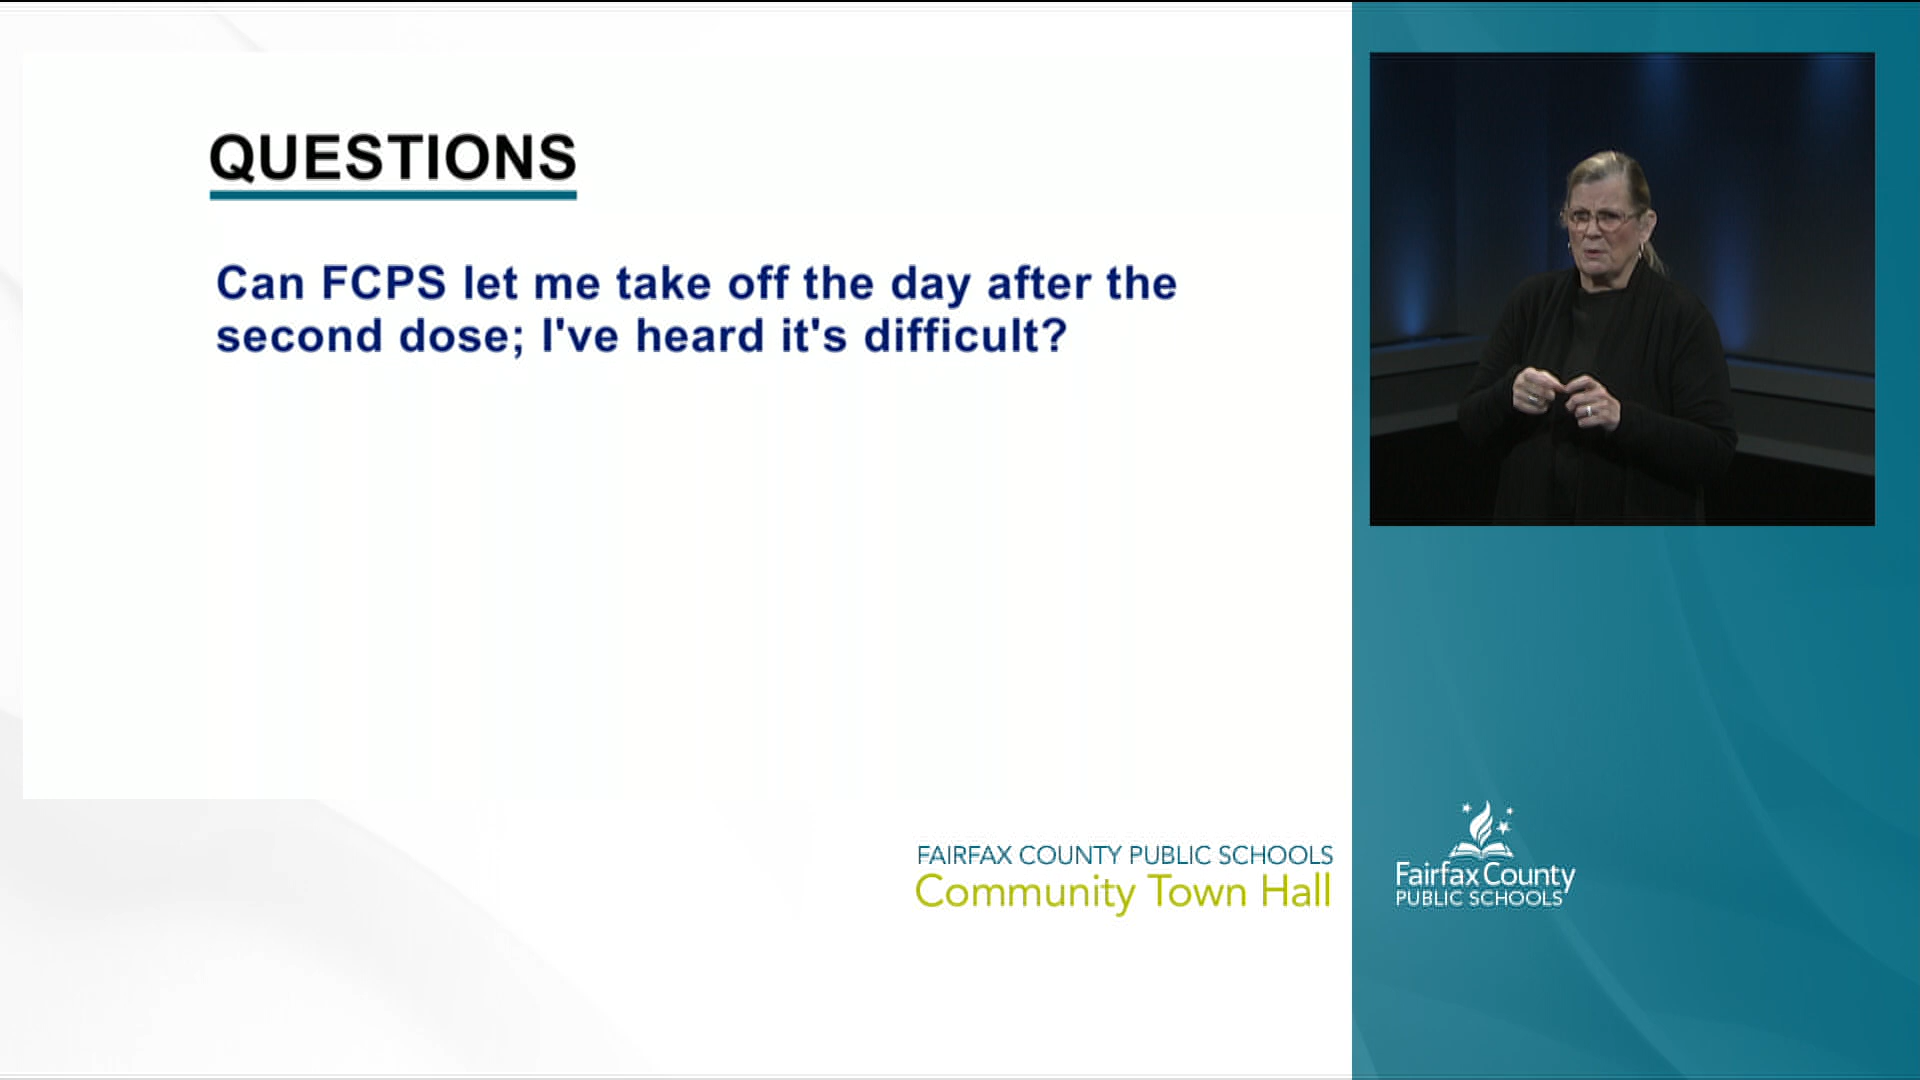 QUESTIONS
Can FCPS let me take off the day after the
second dose; I've heard it's difficult?
FAIRFAX COUNTY PUBLIC SCHOOLS
Community Town Hall
Fairfax County
PUBLIC SCHOOLS